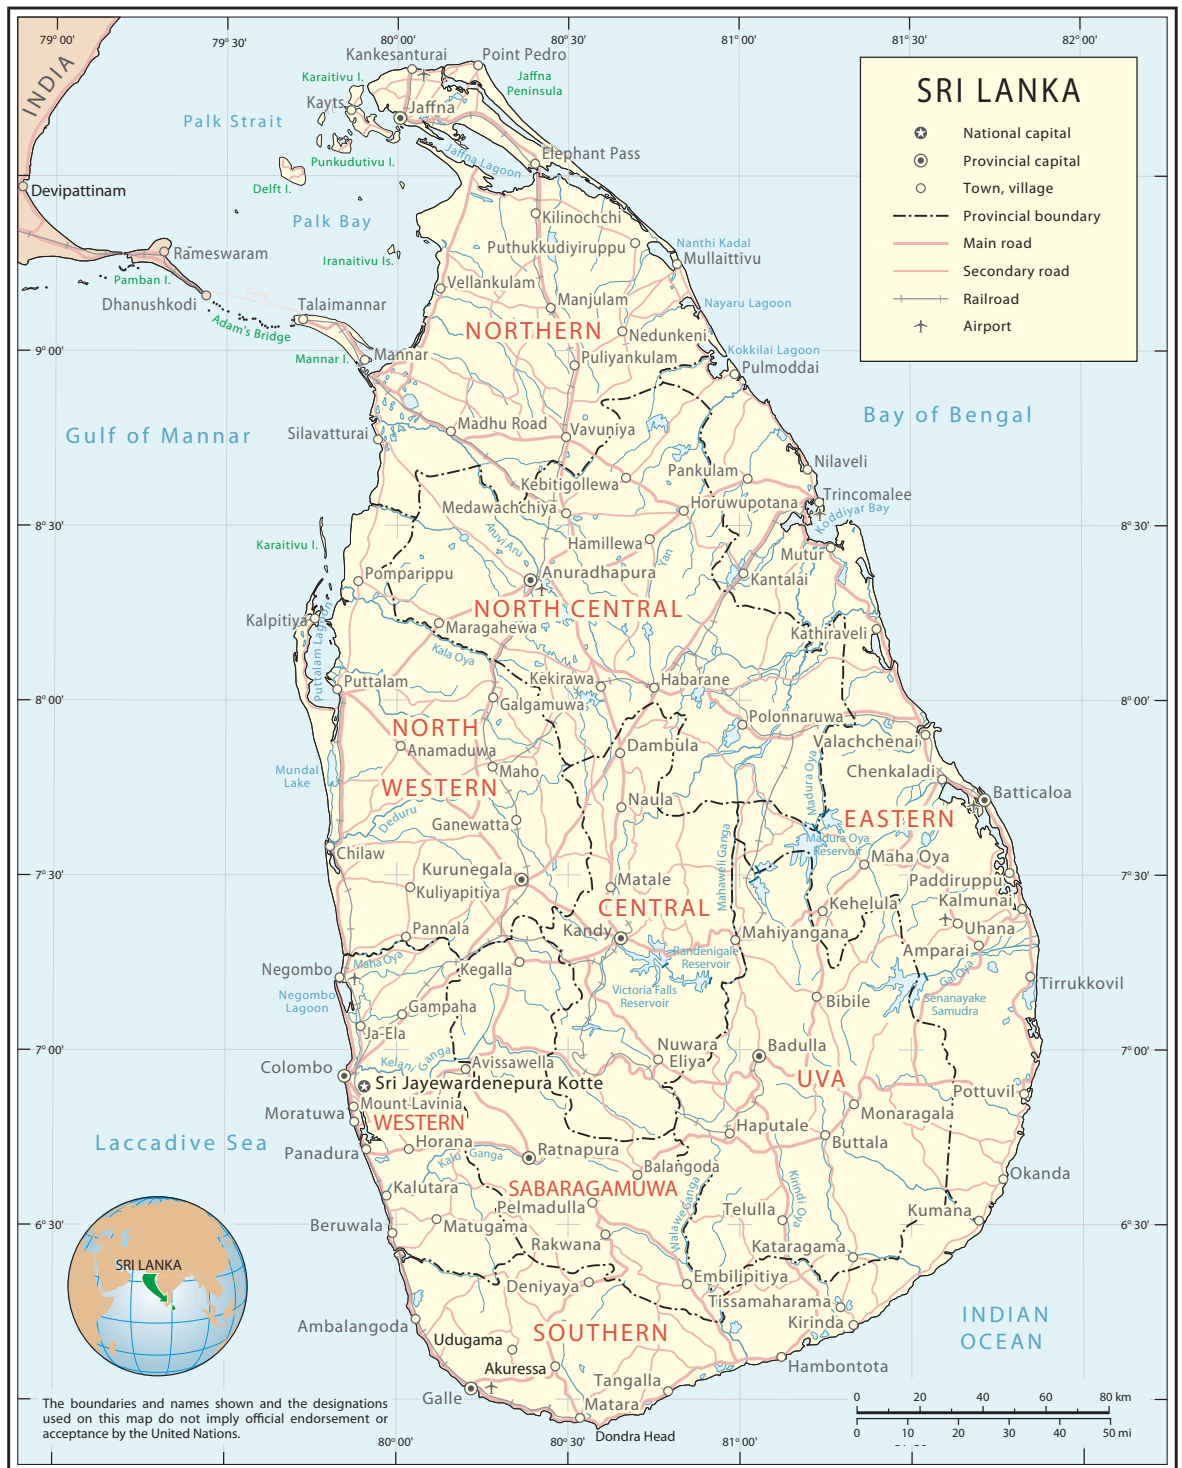 79° 00'
79° 30'
80° 00'
80° 30'
81° 00'
81° 30'
82° 00'
INDIA
Kankesanturai
Point Pedro
Karaitivu I.
Jaffna
Peninsula
Kayts
Jaffna
Palk Strait
Elephant Pass
Jaffna Lagoon
Punkudutivu I.
Delft I.
Devipattinam
Palk Bay
Kilinochchi
Puthukkudiyiruppu
Nanthi Kadal
Mullaittivu
Rāmeswaram
Iranaitivu Is.
Pamban I.
Vellankulam
Dhanushkodi
Ferry
Talaimannar
Manjulam
Nayaru Lagoon
Adam's Bridge
NORTHERN
Nedunkeni
9° 00'
Mannar I.
Mannar
Puliyankulam
Kokkilai Lagoon
Pulmoddai
SRI LANKA
National capital
Provincial capital
Town, village
Provincial boundary
Main road
Secondary road
Railroad
Airport
Gulf of Mannar
Bay of Bengal
Silavatturai
Madhu Road
Vavuniya
Nilaveli
Pankulam
Kebitigollewa
Trincomalee
Medawachchiya
Horuwupotana
Koddiyar Bay
8° 30'
8° 30'
Aruvi Aru
Karaitivu I.
Hamillewa
Yan
Mutur
Pomparippu
Anuradhapura
Kantalai
NORTH CENTRAL
Kalpitiya
Maragahewa
Kathiraveli
Puttalam Lagoon
Kala Oya
Puttalam
Kekirawa
Habarane
8° 00'
8° 00'
Galgamuwa
Polonnaruwa
NORTH
WESTERN
Anamaduwa
Dambula
Valachchenai
Mundal
Lake
Maho
Madura Oya
Chenkaladi
Batticaloa
Naula
Deduru
Ganewatta
EASTERN
Madura Oya
Reservoir
Chilaw
Maha Oya
7° 30'
7° 30'
Kurunegala
Kuliyapitiya
Matale
Mahaweli Ganga
Paddiruppu
Kalmunai
CENTRAL
Kehelula
Pannala
Kandy
Mahiyangana
Uhana
Amparai
Negombo
Maha Oya
Kegalla
Randenigale
Reservoir
Gal Oya
Tirrukkovil
Negombo
Lagoon
Victoria Falls
Reservoir
Bibile
Senanayake
Samudra
Gampaha
Ja-Ela
7° 00'
7° 00'
Kelani Ganga
Nuwara
Eliya
Badulla
Colombo
Avissawella
Sri Jayewardenepura Kotte
UVA
Pottuvil
Mount Lavinia
Moratuwa
WESTERN
Monaragala
Laccadive Sea
Haputale
Buttala
Panadura
Horana
Kalu Ganga
Ratnapura
Balangoda
Okanda
Kalutara
SABARAGAMUWA
Pelmadulla
Kirindi Oya
Walawe Ganga
Telulla
Kumana
Beruwala
Matugama
6° 30'
6° 30'
Rakwana
Kataragama
SRI LANKA
Deniyaya
Embilipitiya
Tissamaharama
Kirinda
Ambalangoda
Udugama
SOUTHERN
INDIAN
OCEAN
Akuressa
Hambontota
Tangalla
Galle
Matara
Dondra Head
The boundaries and names shown and the designations
used on this map do not imply official endorsement or
acceptance by the United Nations.
0 20 40 60 80 km
0 10 20 30 40 50 mi
80° 00'
80° 30'
81° 00'